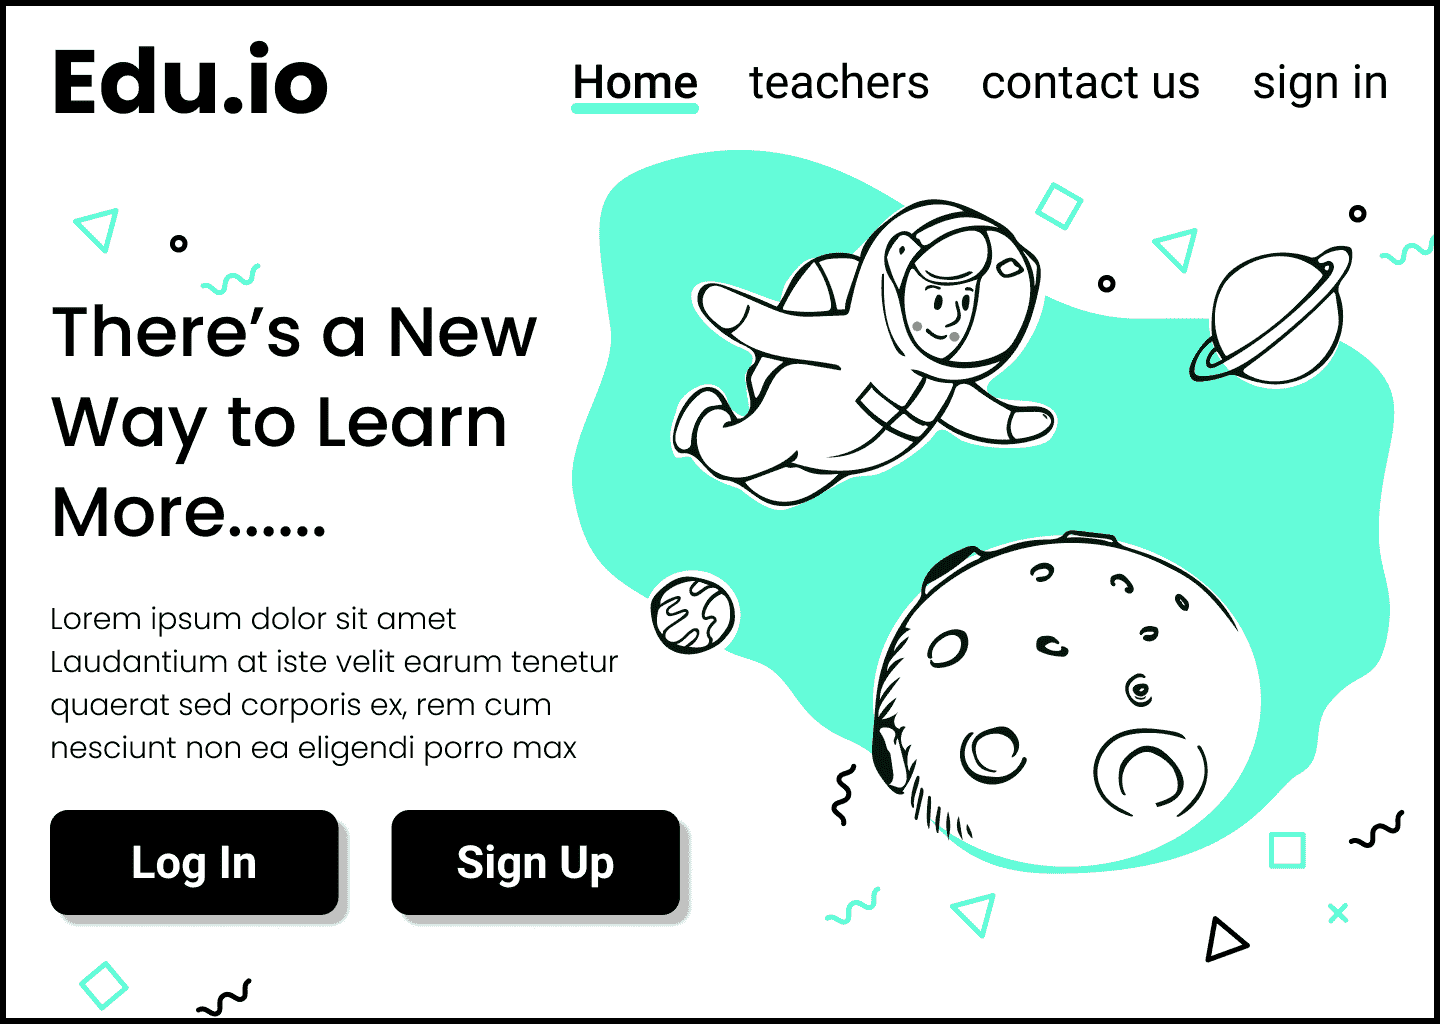 Edu.io
Home teachers contact us sign in
There’s a New
Way to Learn
More......
Lorem ipsum dolor sit amet
Laudantium at iste velit earum tenetur
quaerat sed corporis ex, rem cum
nesciunt non ea eligendi porro max
Log In Sign Up